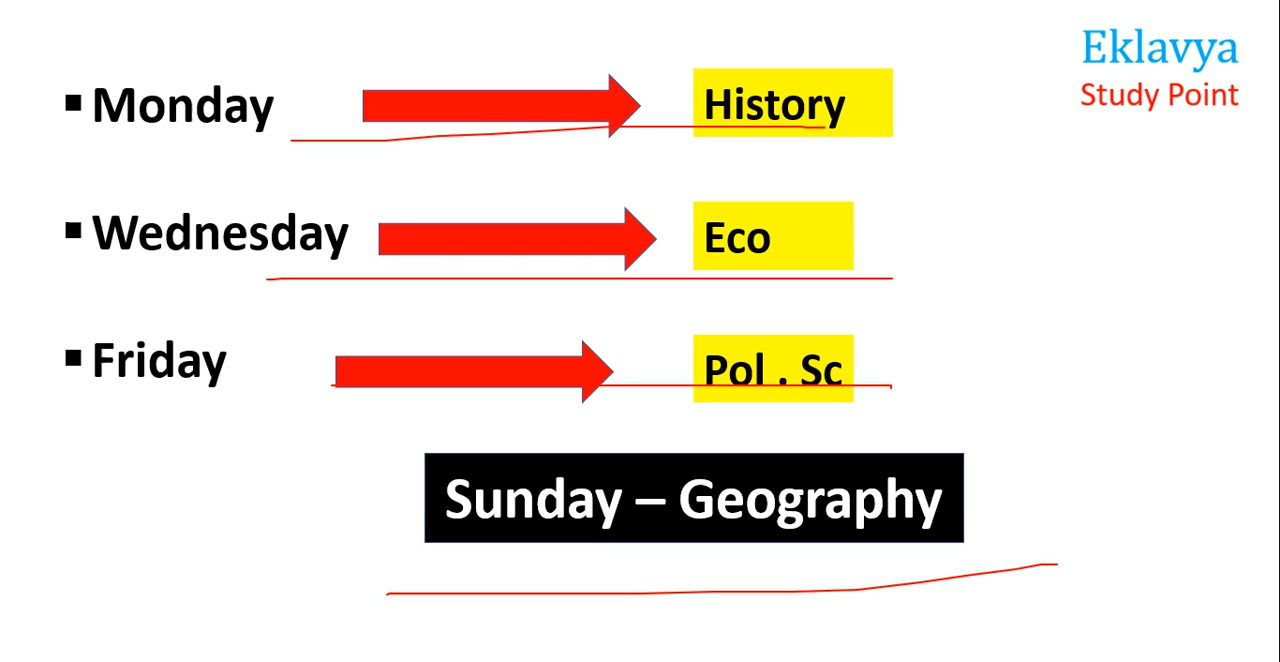 Eklavya
Study Point
▪ Monday History
▪ Wednesday Eco
▪ Friday Pol . Sc
Sunday – Geography